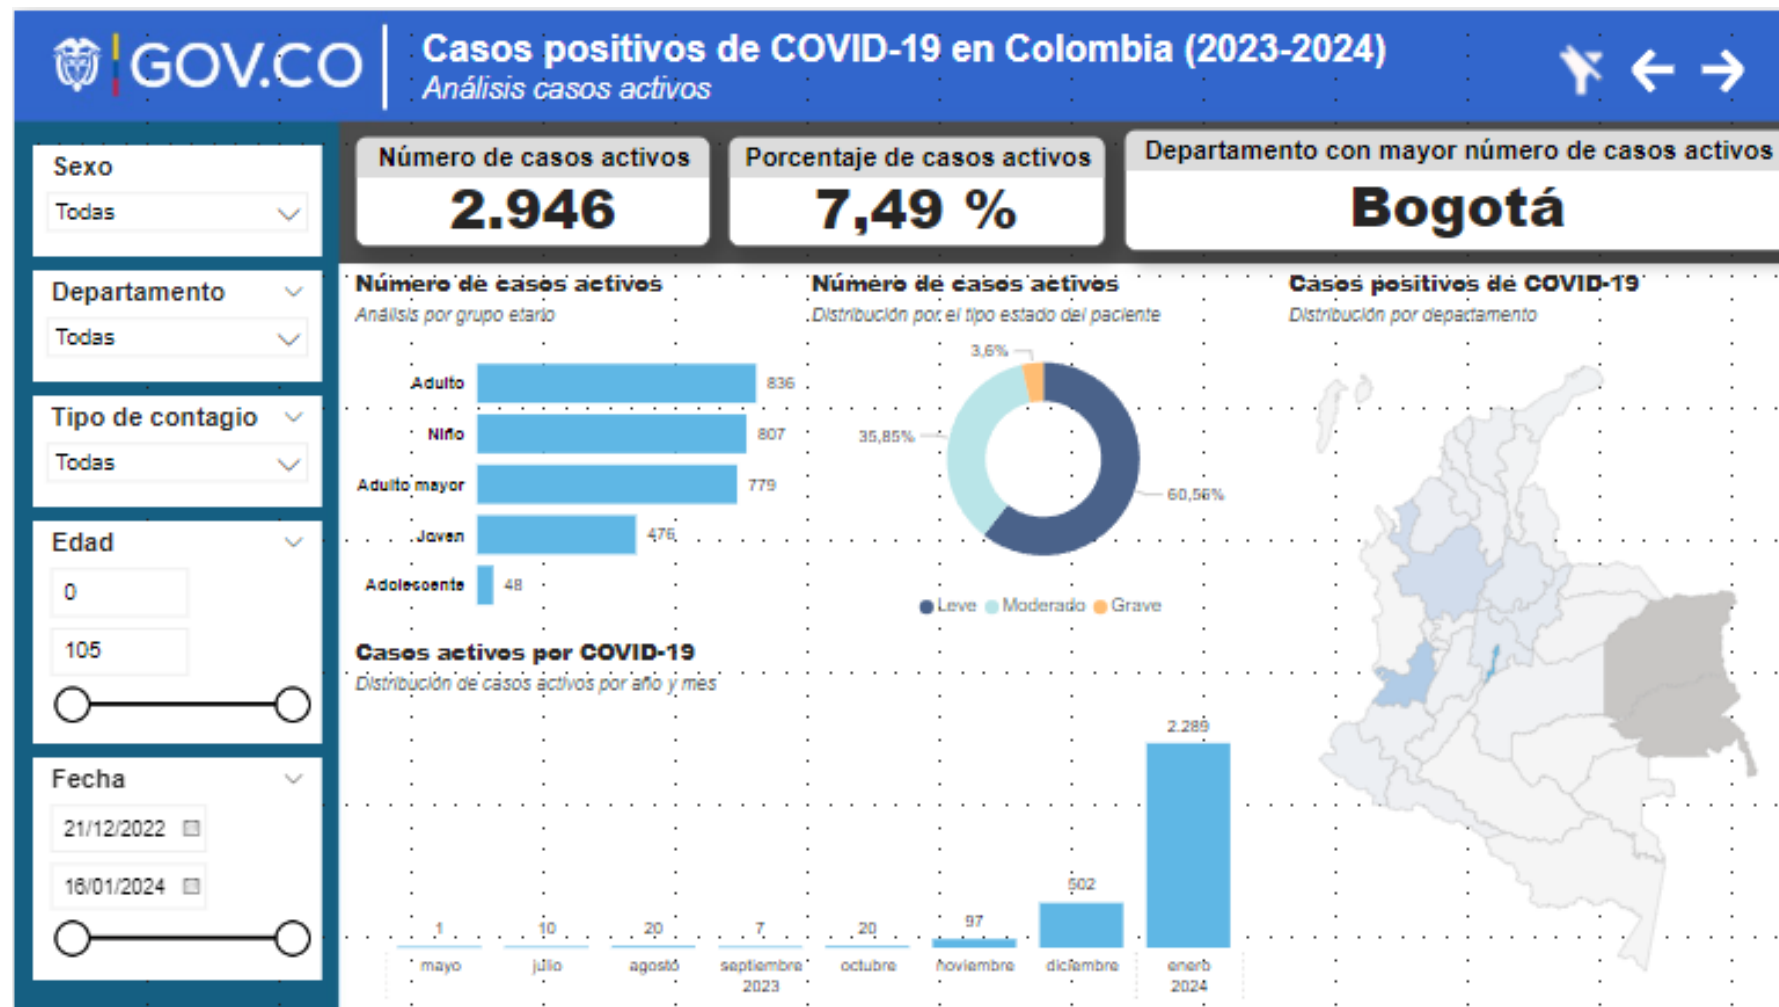 GOV.CO
Casos positivos de COVID-19 en Colombia (2023-2024)
Análisis casos activos
Sexo
Todas
Departamento
Todas
Tipo de contagio
Todas
Edad
0
105
Fecha
21/12/2022
16/01/2024
Número de casos activos
2.946
Porcentaje de casos activos
7,49 %
Departamento con mayor número de casos activos
Bogotá
Número de casos activos
Análisis por grupo etario
Adulto 836
Niño 807
Adulto mayor 779
Joven 476
Adolescente 48
Número de casos activos
Distribución por el tipo estado del paciente
3,6%
35,85%
60,56%
Leve Moderado Grave
Casos positivos de COVID-19
Distribución por departamento
Casos activos por COVID-19
Distribución de casos activos por año y mes
1 10 20 7 20 97 502 2.289
mayo julio agosto septiembre octubre noviembre diciembre enero
2023 2024